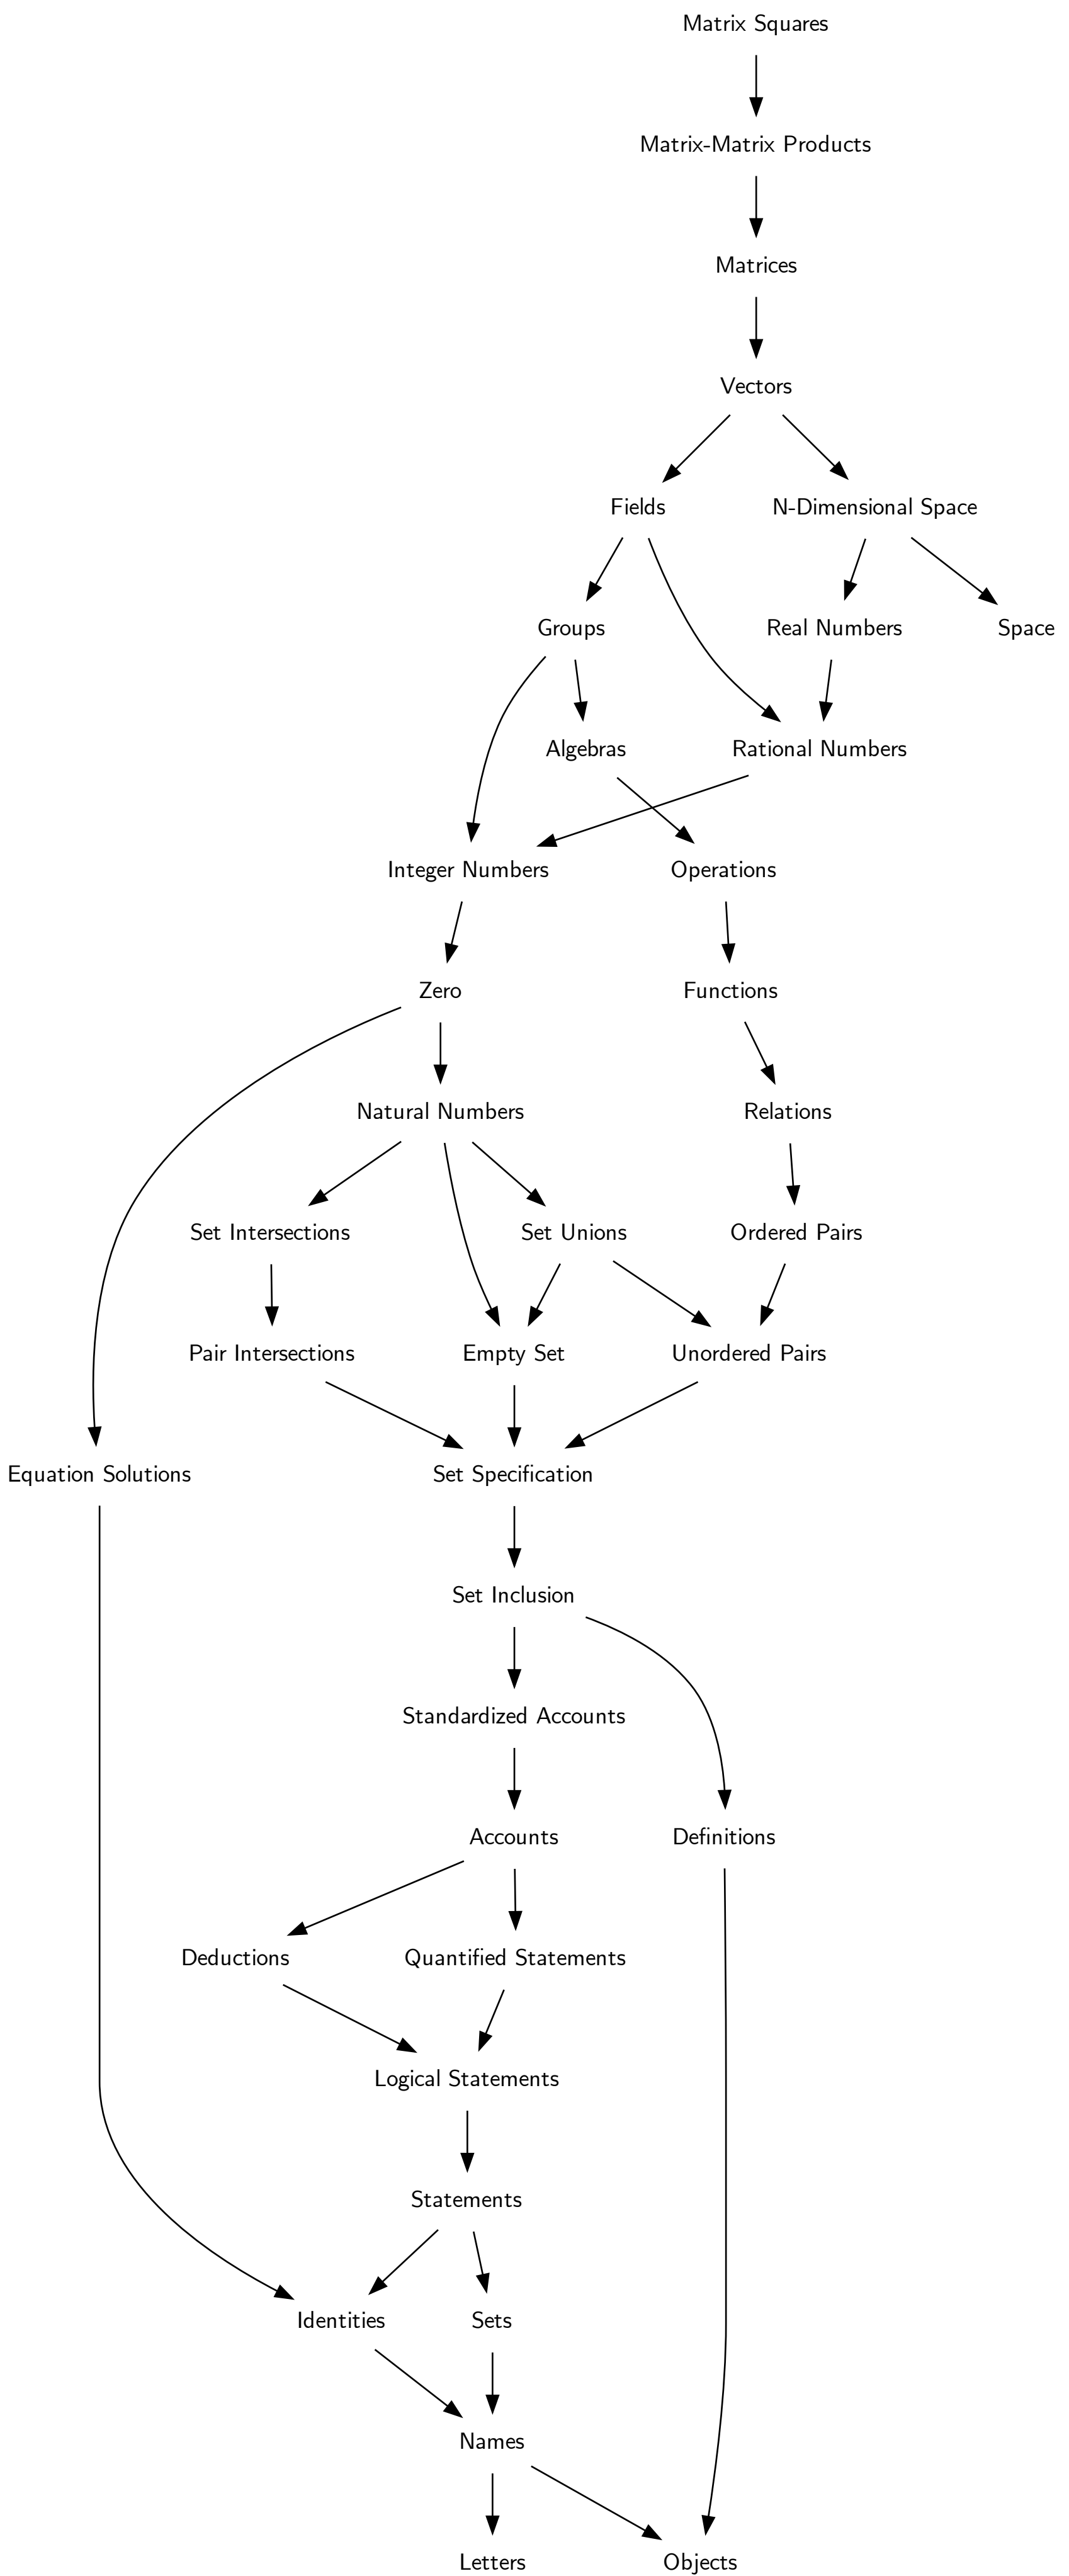 Matrix Squares
Matrix-Matrix Products
Matrices
Vectors
Fields
N-Dimensional Space
Groups
Real Numbers
Space
Algebras
Rational Numbers
Integer Numbers
Operations
Zero
Functions
Natural Numbers
Relations
Set Intersections
Set Unions
Ordered Pairs
Pair Intersections
Empty Set
Unordered Pairs
Equation Solutions
Set Specification
Set Inclusion
Standardized Accounts
Accounts
Definitions
Deductions
Quantified Statements
Logical Statements
Statements
Identities
Sets
Names
Letters
Objects